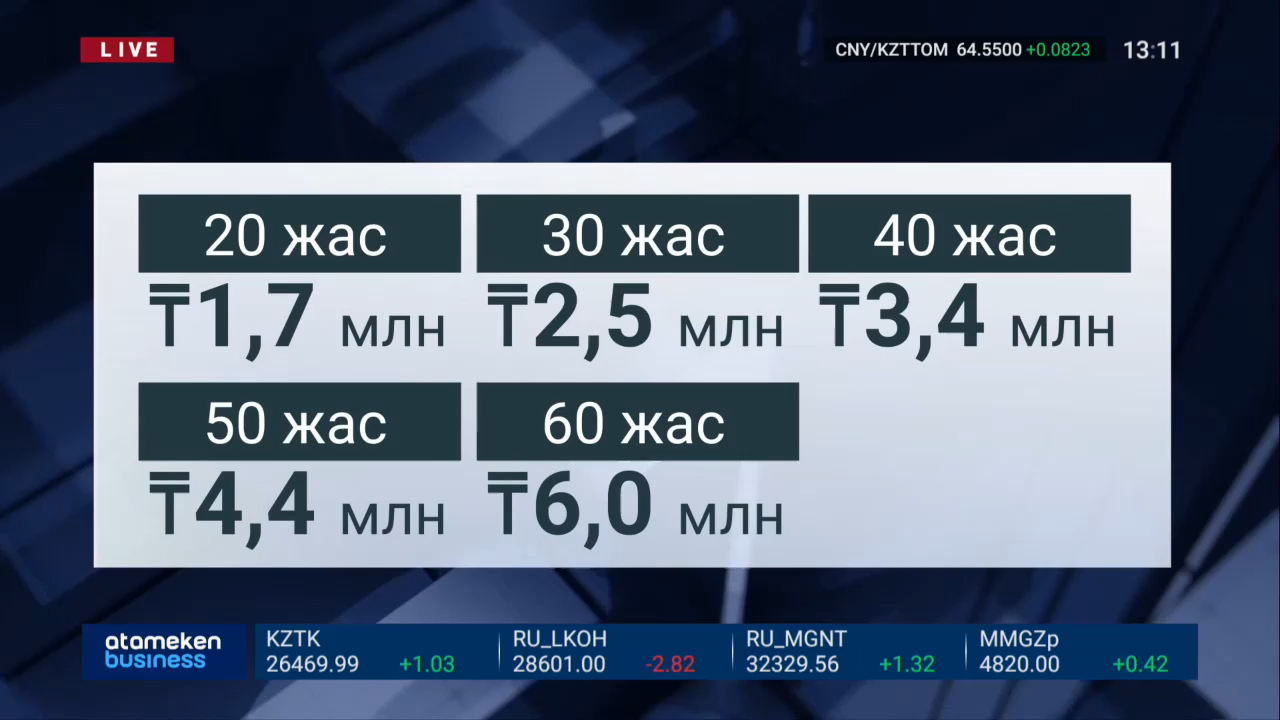 LIVE
CNY/KZTTOM 64.5500 +0.0823 13:11
20 жас 30 жас 40 жас
₸1,7 млн ₸2,5 млн ₸3,4 млн
50 жас 60 жас
₸4,4 млн ₸6,0 млн
atameken
business
KZTK RU_LKOH RU_MGNT MMGZp
26469.99 +1.03 28601.00 -2.82 32329.56 +1.32 4820.00 +0.42